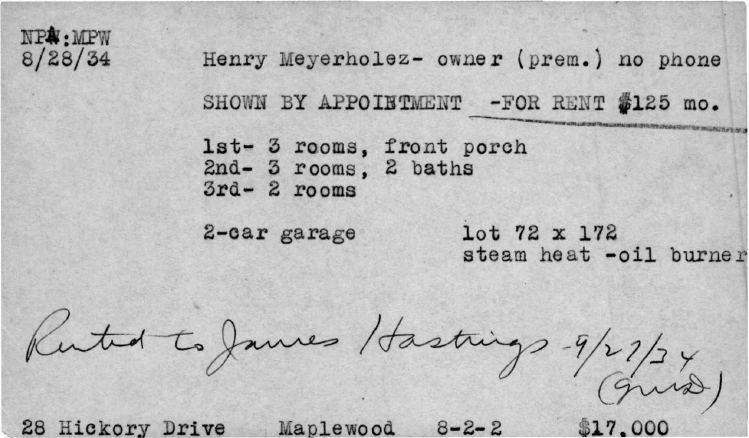 NPW:MPW
8/28/34 Henry Meyerholez- owner (prem.) no phone
SHOWN BY APPOINTMENT -FOR RENT $125 mo.
1st- 3 rooms, front porch
2nd- 3 rooms, 2 baths
3rd- 2 rooms
2-car garage lot 72 x 172
steam heat -oil burner
Rented to James Hastings -9/27/34
28 Hickory Drive Maplewood 8-2-2 $17,000